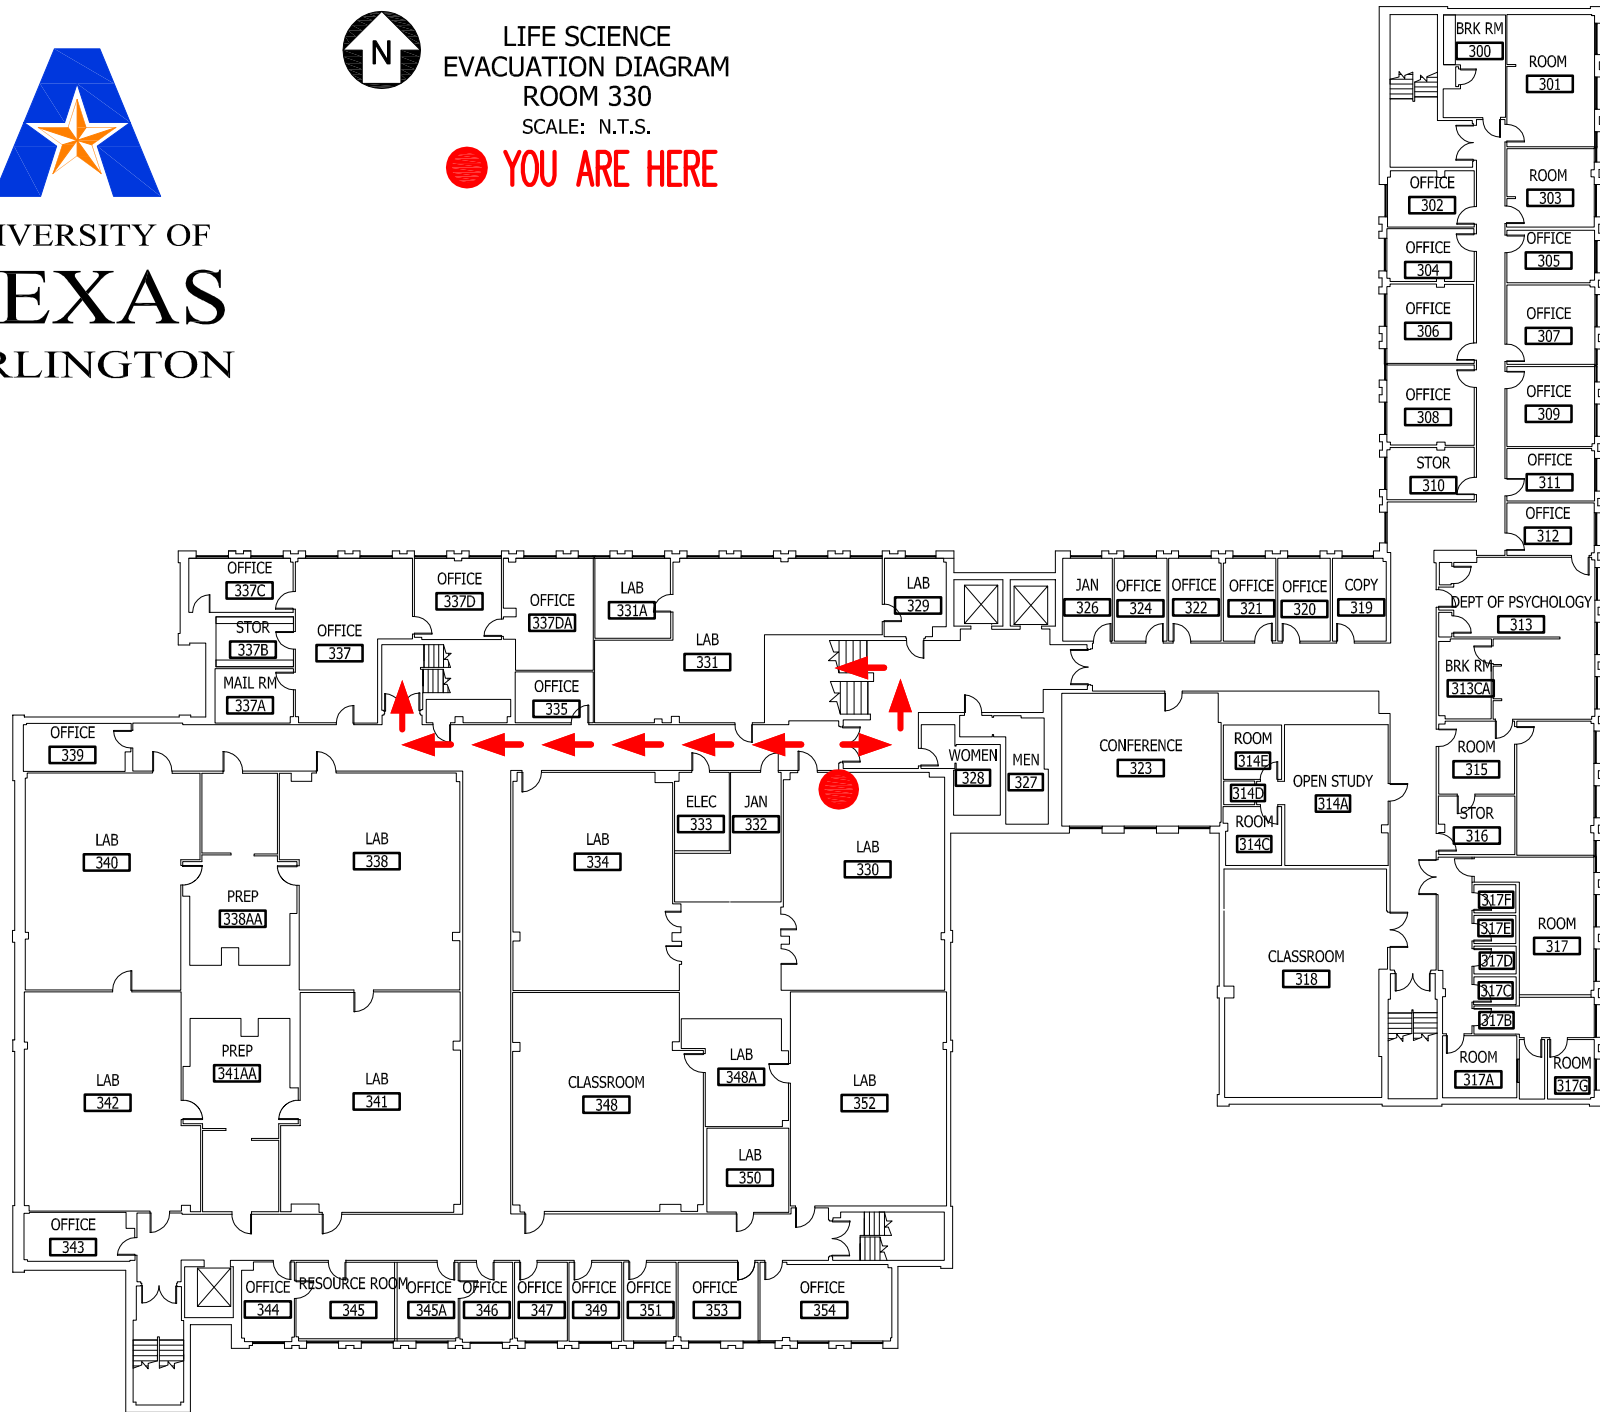 N
LIFE SCIENCE
EVACUATION DIAGRAM
ROOM 330
SCALE: N.T.S.
YOU ARE HERE
IVERSITY OF
EXAS
RLINGTON
BRK RM
300
ROOM
301
OFFICE
302
ROOM
303
OFFICE
304
OFFICE
305
OFFICE
306
OFFICE
307
OFFICE
308
OFFICE
309
STOR
310
OFFICE
311
OFFICE
312
OFFICE
337C
STOR
337B
MAIL RM
337A
OFFICE
337
OFFICE
337D
OFFICE
337DA
OFFICE
335
LAB
331A
LAB
331
LAB
329
JAN
326
OFFICE
324
OFFICE
322
OFFICE
321
OFFICE
320
COPY
319
DEPT OF PSYCHOLOGY
313
BRK RM
313CA
OFFICE
339
WOMEN
328
MEN
327
CONFERENCE
323
ROOM
314E
314D
ROOM
314C
OPEN STUDY
314A
ROOM
315
STOR
316
LAB
340
PREP
338AA
LAB
338
LAB
334
ELEC
333
JAN
332
LAB
330
CLASSROOM
318
317F
317E
317D
317C
317B
ROOM
317
ROOM
317A
ROOM
317G
LAB
342
PREP
341AA
LAB
341
CLASSROOM
348
LAB
348A
LAB
350
LAB
352
OFFICE
343
OFFICE
344
RESOURCE ROOM
345
OFFICE
345A
OFFICE
346
OFFICE
347
OFFICE
349
OFFICE
351
OFFICE
353
OFFICE
354